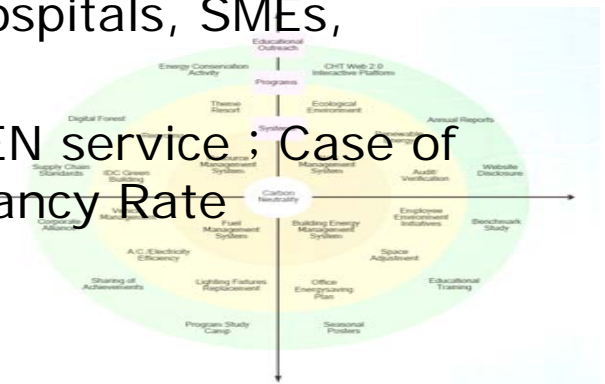 ospitals, SMEs,
Educational
Outreach
Energy Conservation
Activity
CHT Web 2.0
Interactive Platform
Programs
Theme
Resort
Ecological
Environment
Digital Forest
Annual Reports
EN service ; Case of
Supply Chain
Standards
IDC Green
Building
Management
System
Audit/
Verification
Website
Disclosure
Carbon
Neutrality
ancy Rate
Corporate
Alliance
Fuel
Management
System
Building Energy
Management
System
Employee
Environment
Initiatives
Benchmark
Study
A.C./Electricity
Efficiency
Space
Adjustment
Sharing of
Achievements
Lighting Fixtures
Replacement
Office
Energysaving
Plan
Educational
Training
Program Study
Camp
Seasonal
Posters